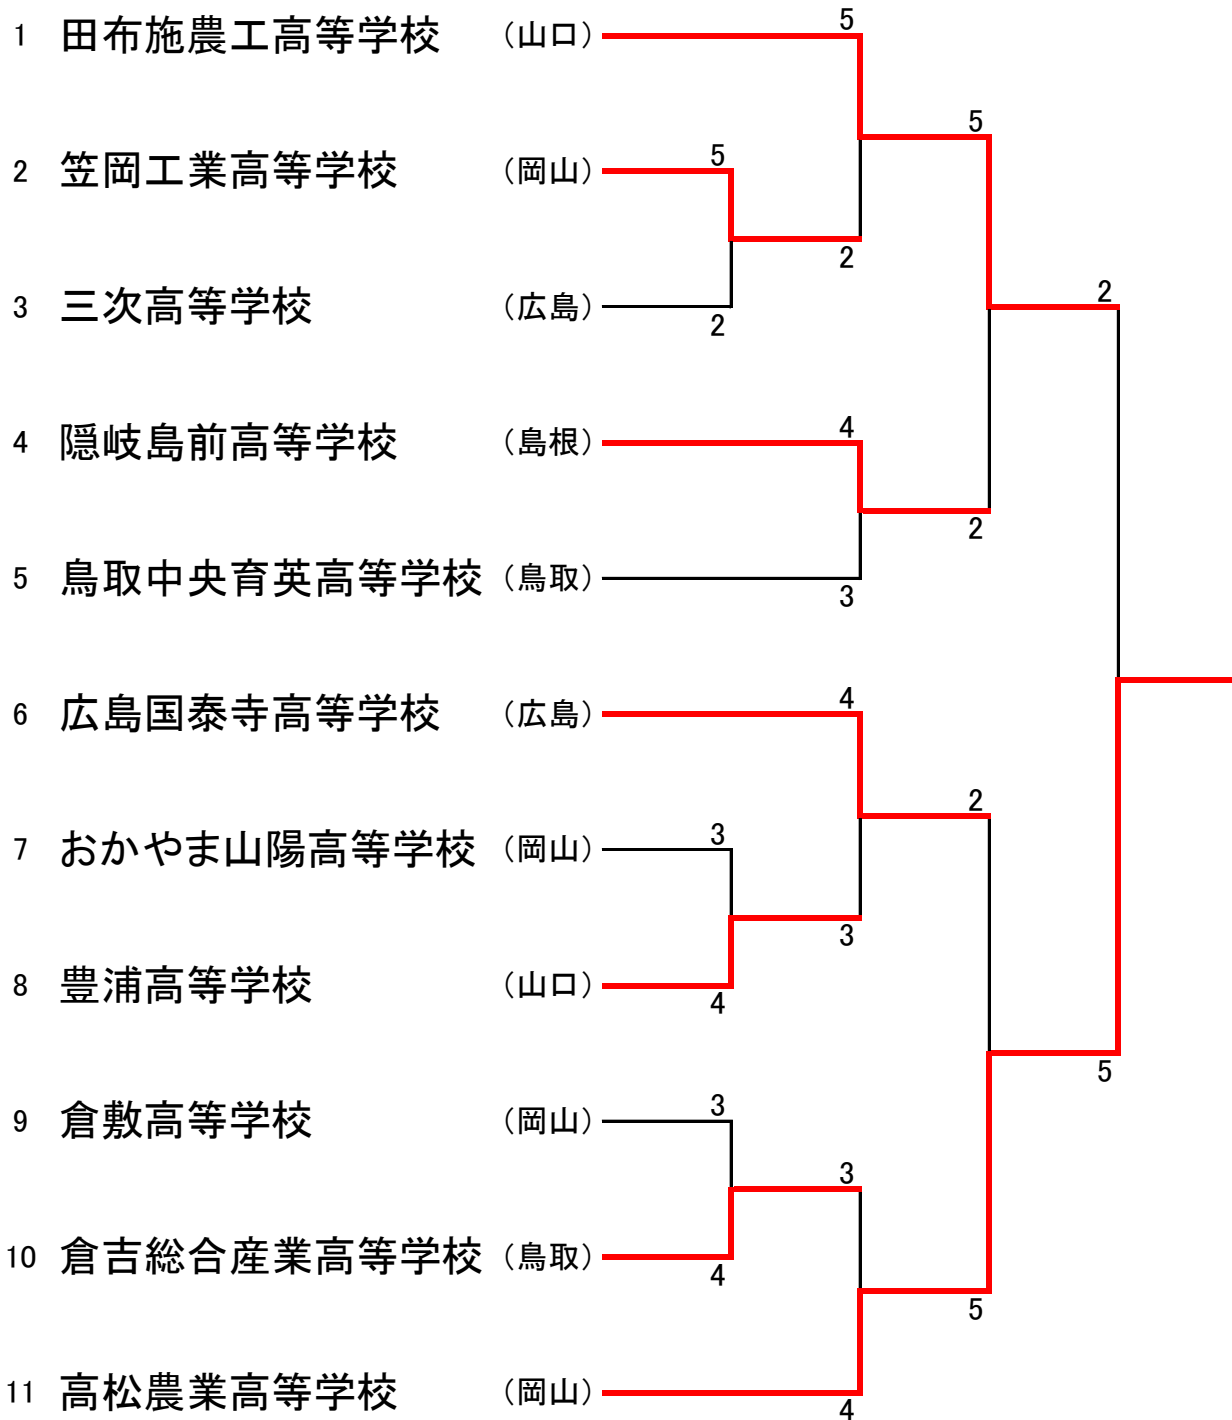 1 田布施農工高等学校 （山口） 5
5
2 笠岡工業高等学校 （岡山） 5
2
3 三次高等学校 （広島） 2
2
4 隠岐島前高等学校 （島根） 4
2
5 鳥取中央育英高等学校 （鳥取） 3
6 広島国泰寺高等学校 （広島） 4
2
7 おかやま山陽高等学校 （岡山） 3
3
8 豊浦高等学校 （山口） 4
5
9 倉敷高等学校 （岡山） 3
3
10 倉吉総合産業高等学校 （鳥取） 4
5
11 高松農業高等学校 （岡山） 4